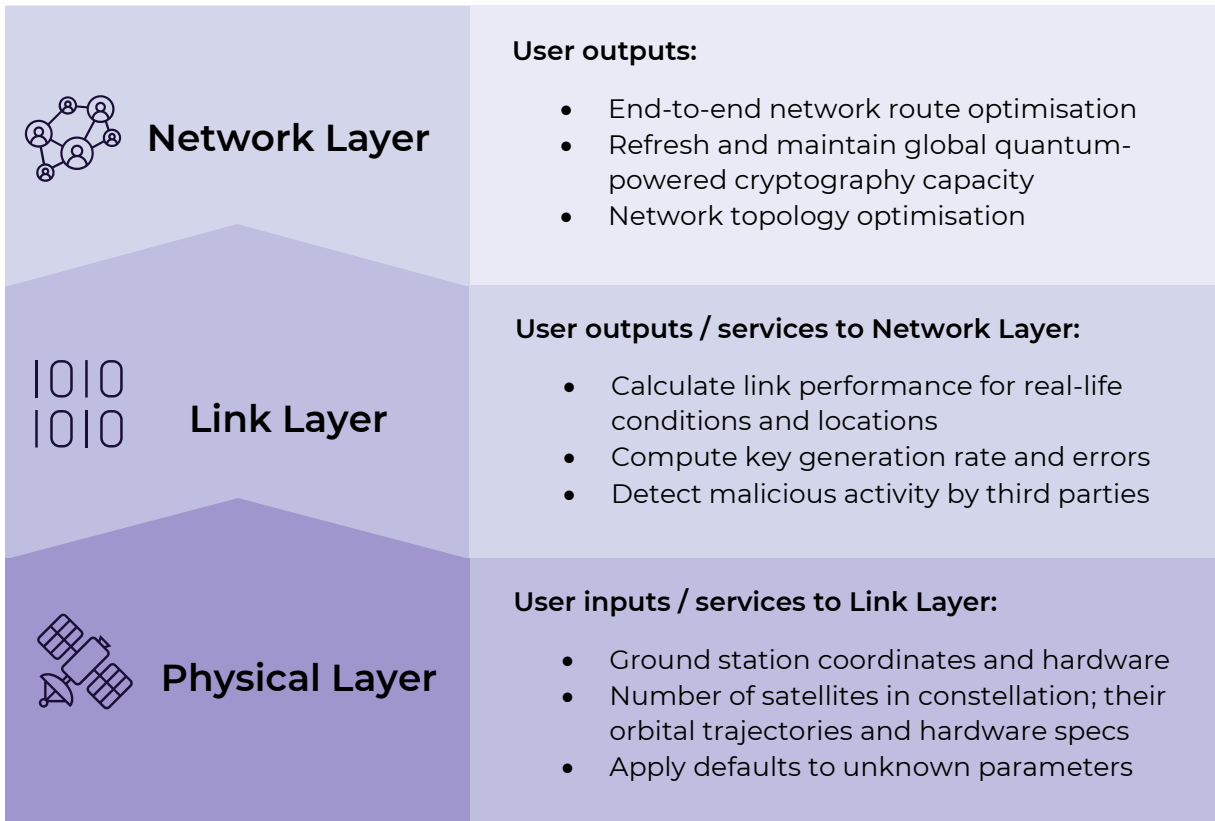 User outputs:
Network Layer
• End-to-end network route optimisation
• Refresh and maintain global quantum-
powered cryptography capacity
• Network topology optimisation
User outputs / services to Network Layer:
1010
1010
Link Layer
• Calculate link performance for real-life
conditions and locations
• Compute key generation rate and errors
• Detect malicious activity by third parties
User inputs / services to Link Layer:
Physical Layer
• Ground station coordinates and hardware
• Number of satellites in constellation; their
orbital trajectories and hardware specs
• Apply defaults to unknown parameters